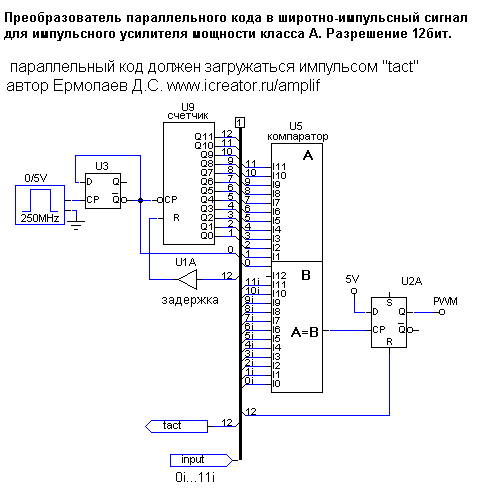 Преобразователь параллельного кода в широтно-импульсный сигнал
для импульсного усилителя мощности класса А. Разрешение 12бит.
параллельный код должен загружаться импульсом "tact"
автор Ермолаев Д.С. www.icreator.ru/amplif
U9
счетчик
1
U5
компаратор
Q11 12
Q10 11
Q9 10
Q8 9
Q7 8
Q6 7
Q5 6
Q4 5
Q3 4
Q2 3
Q1 2
Q0 1
CP
R
0/5V
250MHz
U3
D Q
CP Q
A
11 I11
10 I10
9 I9
8 I8
7 I7
6 I6
5 I5
4 I4
3 I3
2 I2
1 I1
0
0 I12
B
11i I11
10i I10
9i I9
8i I8
7i I7
6i I6
5i I5
4i I4
3i I3
2i I2
1i I1
0i I0
A=B
U1A
задержка
12
5V
U2A
S
D Q
CP Q
R
PWM
12
tact 12
input
0i...11i